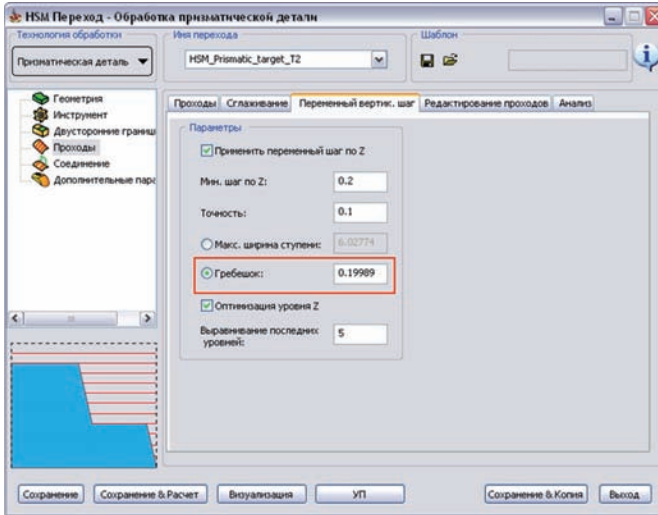 HSM Переход - Обработка призматической детали
Технология обработки
Имя перехода
Шаблон
Призматическая деталь
HSM_Prismatic_target_T2
Геометрия
Инструмент
Двусторонние границы
Проходы
Соединение
Дополнительные пара
Проходы Сглаживание Переменный вертик. шаг Редактирование проходов Анализ
Параметры
Применить переменный шаг по Z
Мин. шаг по Z: 0.2
Точность: 0.1
Макс. ширина ступени: 6.02774
Гребешок: 0.19989
Оптимизация уровня Z
Выравнивание последних уровней: 5
Сохранение Сохранение & Расчет Визуализация УП Сохранение & Копия Выход